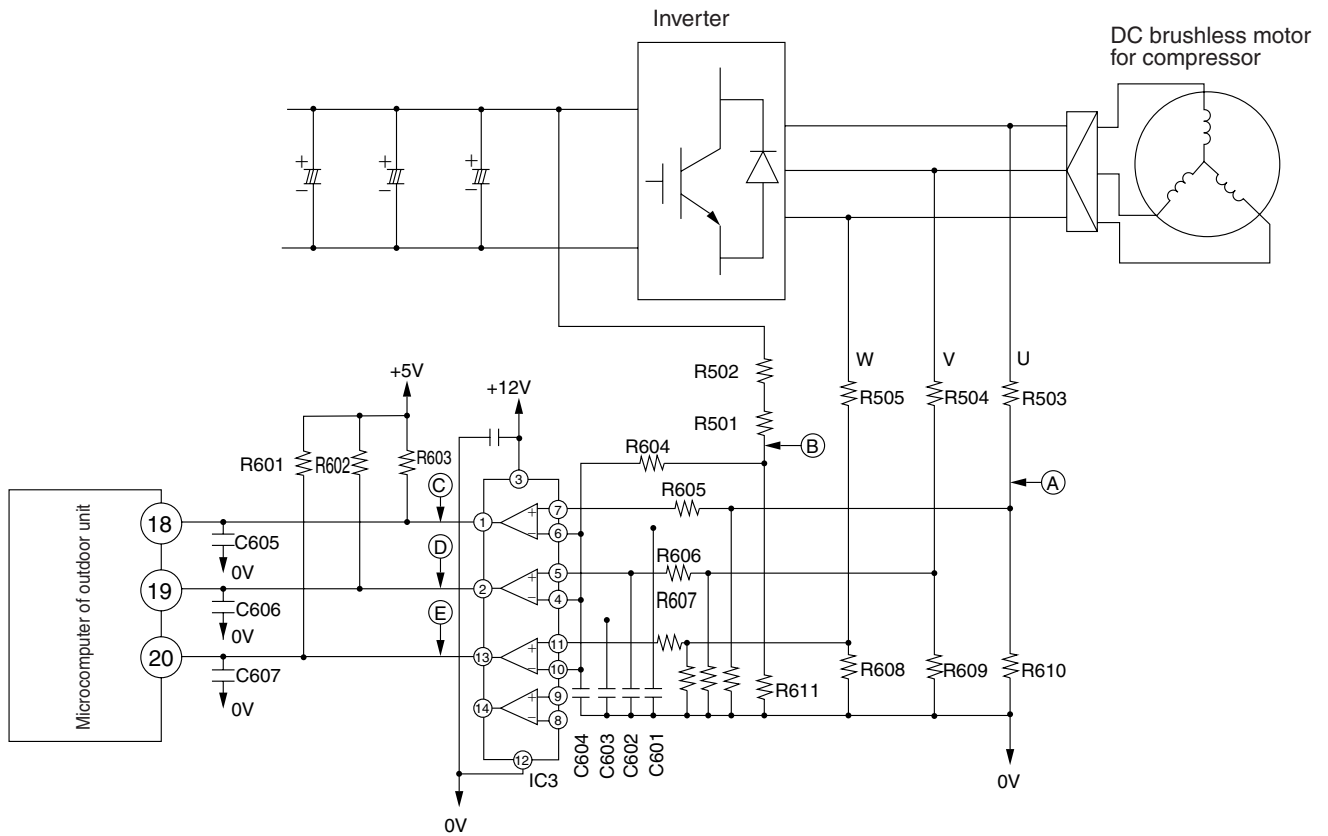 Inverter
DC brushless motor
for compressor
+
−
+
−
+
−
W
V
U
R502
R505
R504
R503
+5V
+12V
R501
B
R604
R601
R602
R603
A
3
C
R605
7
+
18
1
−
6
C605
D
R606
0V
5
+
19
2
R607
−
4
C606
E
0V
11
+
20
13
−
10
C607
R608
R609
R610
9
+
R611
0V
14
−
8
Microcomputer of outdoor unit
12
C604
C603
C602
C601
IC3
0V
0V